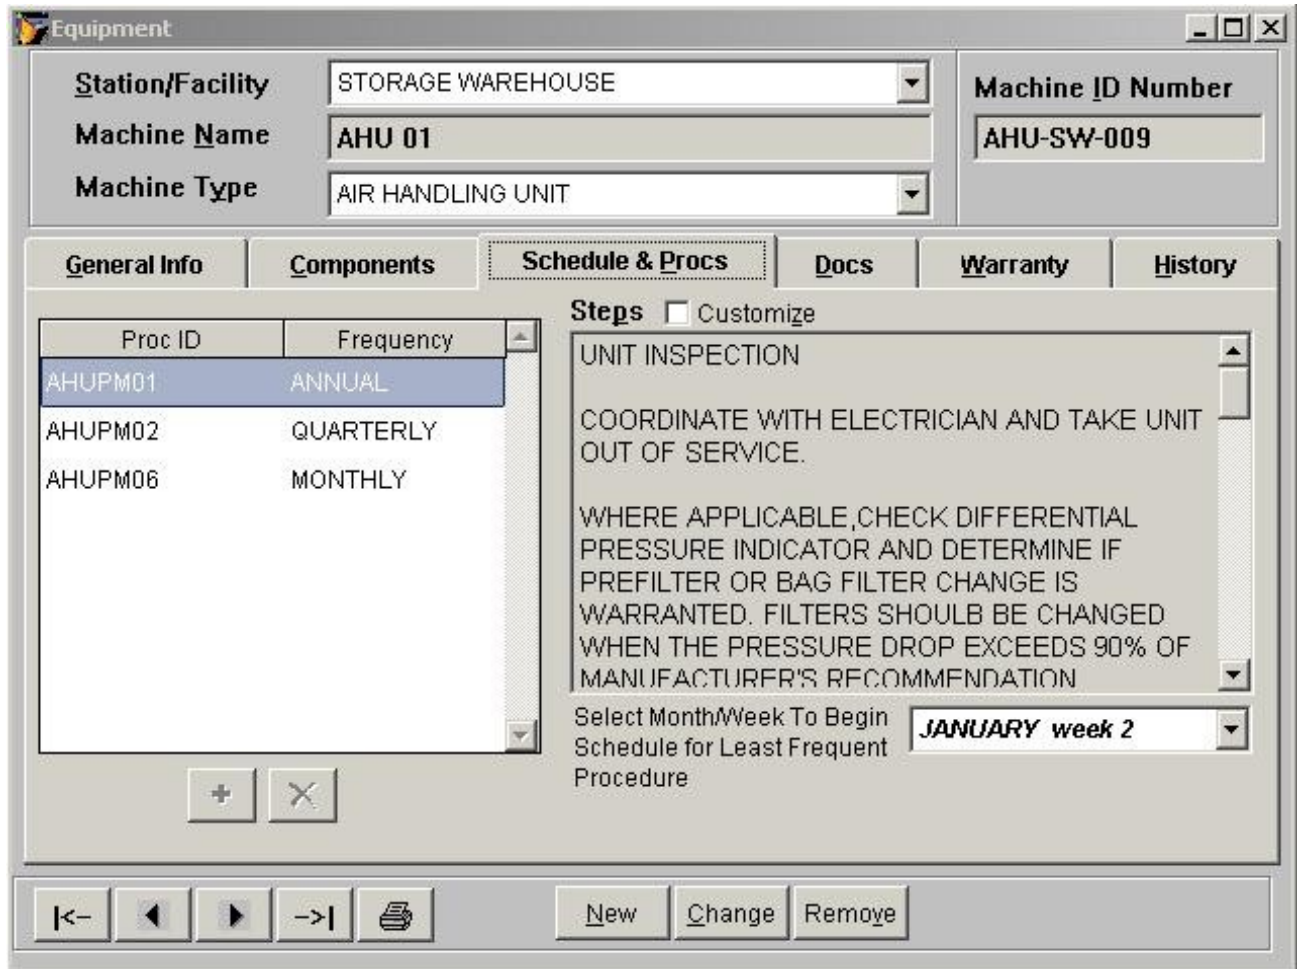 Equipment
Station/Facility
STORAGE WAREHOUSE
Machine ID Number
Machine Name
AHU 01
AHU-SW-009
Machine Type
AIR HANDLING UNIT
General Info
Components
Schedule & Procs
Docs
Warranty
History
Steps
Customize
Proc ID
Frequency
AHUPM01
ANNUAL
AHUPM02
QUARTERLY
AHUPM06
MONTHLY
UNIT INSPECTION
COORDINATE WITH ELECTRICIAN AND TAKE UNIT
OUT OF SERVICE.
WHERE APPLICABLE,CHECK DIFFERENTIAL
PRESSURE INDICATOR AND DETERMINE IF
PREFILTER OR BAG FILTER CHANGE IS
WARRANTED. FILTERS SHOULB BE CHANGED
WHEN THE PRESSURE DROP EXCEEDS 90% OF
MANUFACTURER'S RECOMMENDATION
Select Month/Week To Begin
Schedule for Least Frequent
Procedure
JANUARY week 2
|<-
->|
New
Change
Remove